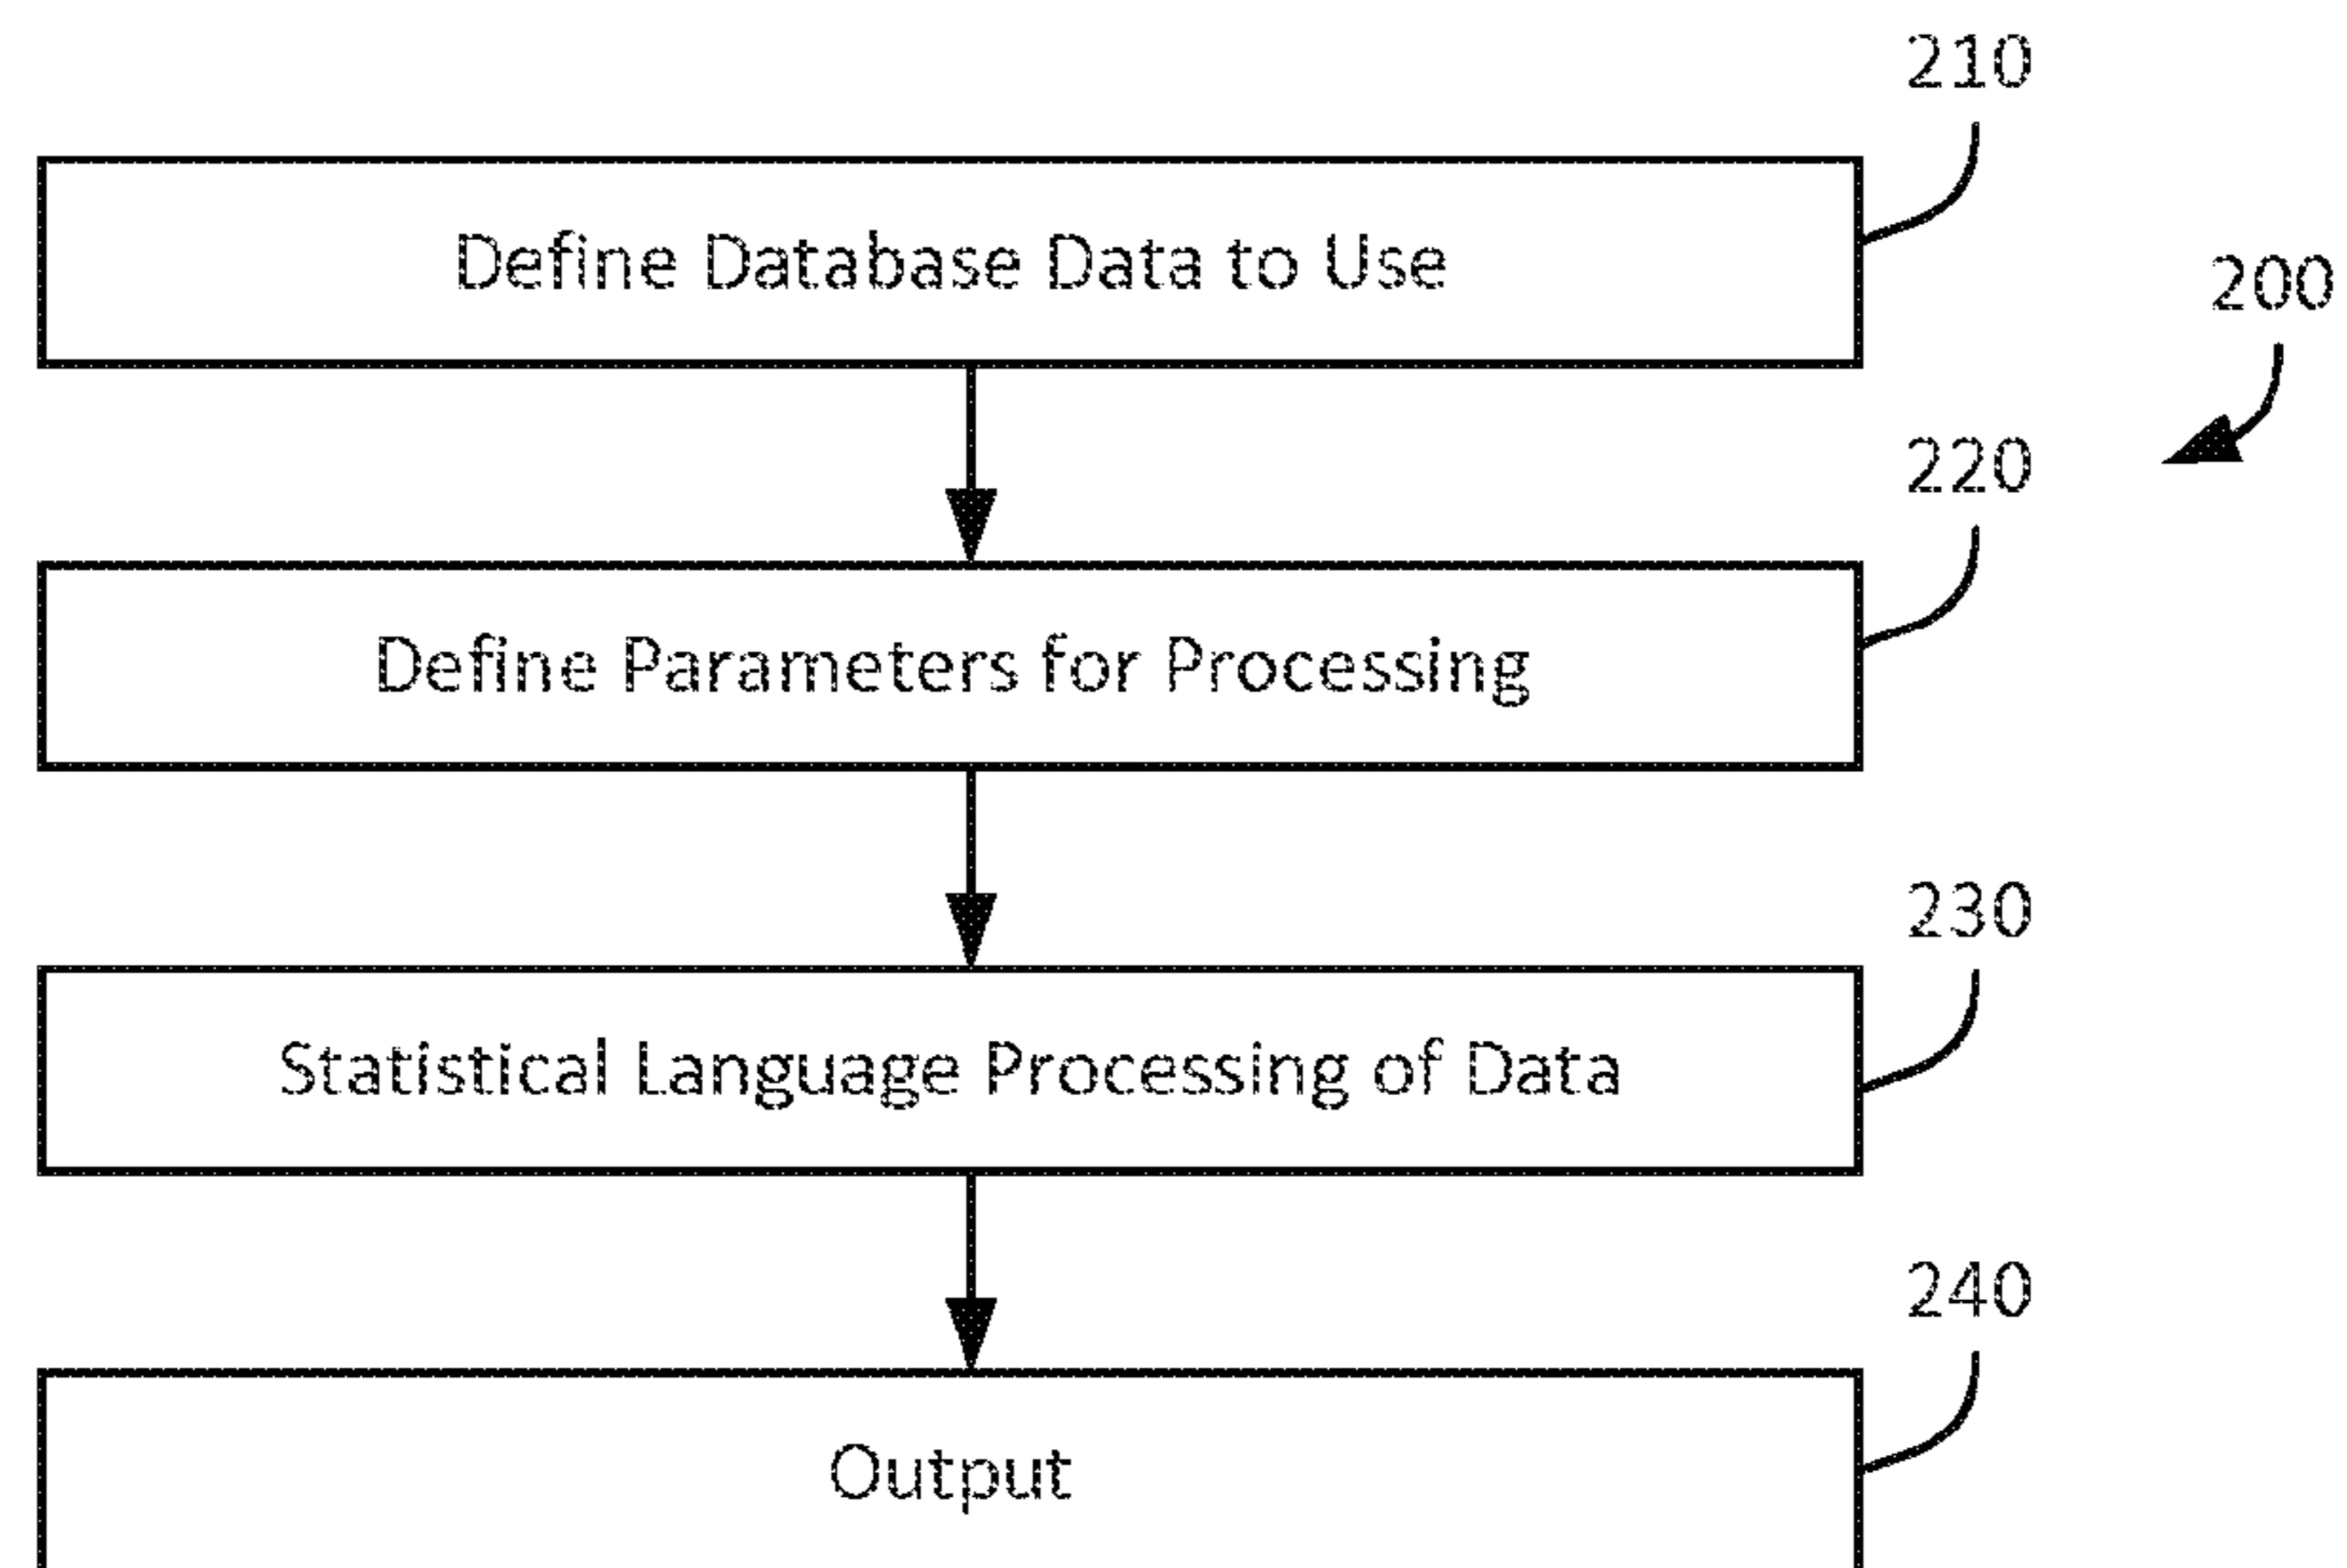 210
Define Database Data to Use
200
220
Define Parameters for Processing
230
Statistical Language Processing of Data
240
Output